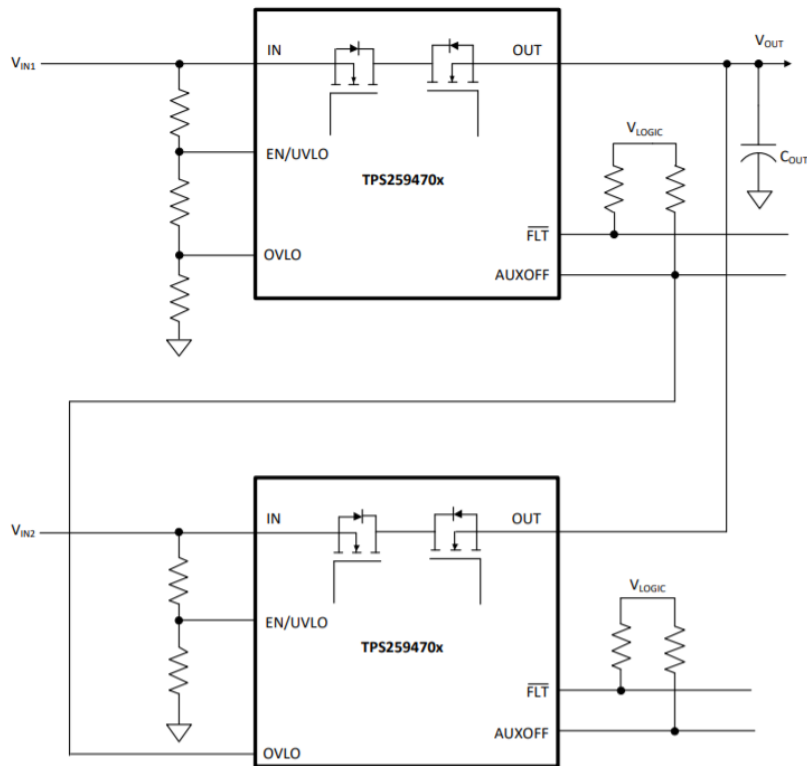 IN
OUT
VOUT
VIN1
VLOGIC
COUT
EN/UVLO
TPS259470x
FLT
OVLO
AUXOFF
IN
OUT
VIN2
VLOGIC
EN/UVLO
TPS259470x
FLT
AUXOFF
OVLO